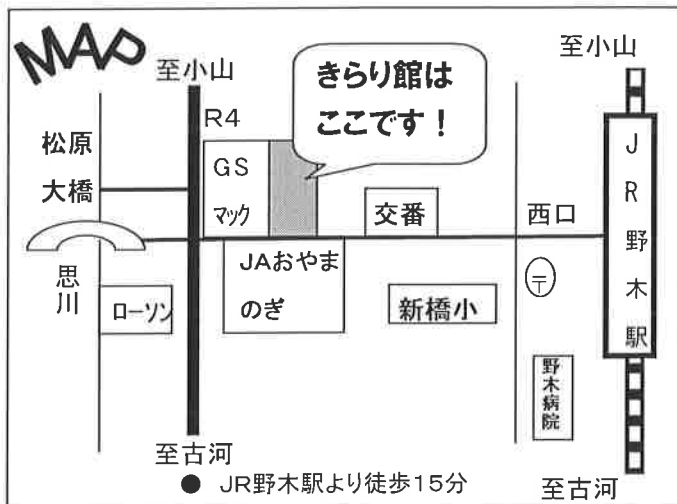 MAP
至小山
至小山
きらり館は
ここです!
R4
松原
大橋
GS
マック
交番
西口
JR野木駅
思川
ローソン
JAおやま
のぎ
新橋小
〒
野木病院
至古河
● JR野木駅より徒歩15分
至古河